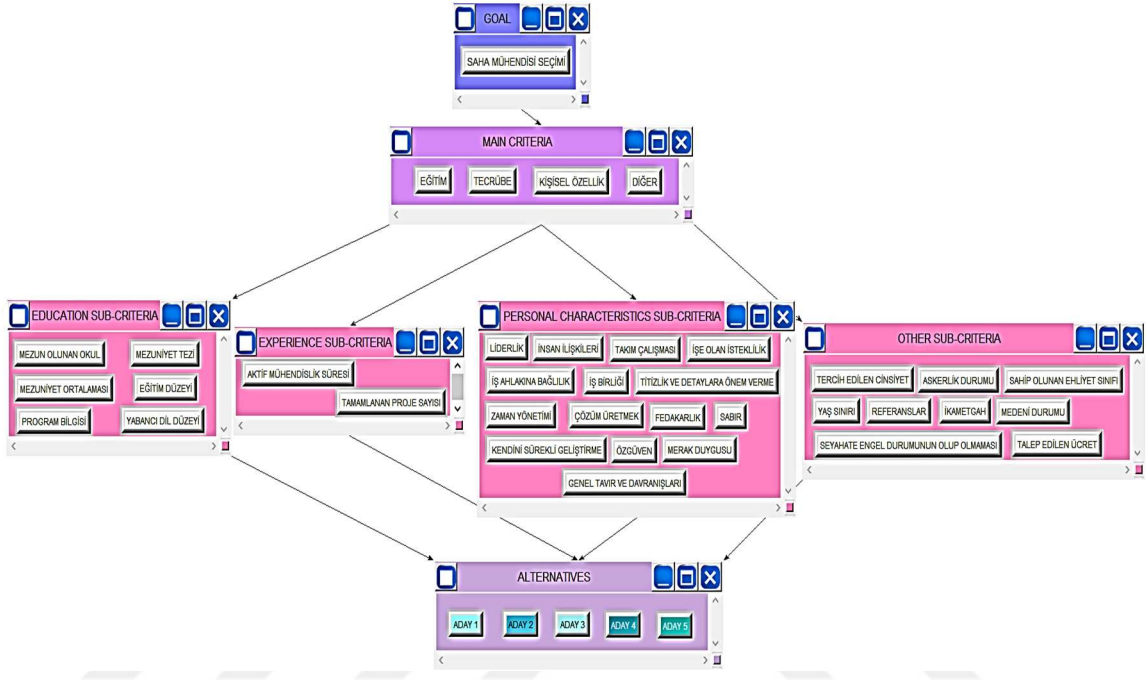 GOAL
SAHA MÜHENDİSİ SEÇİMİ
MAIN CRITERIA
EĞİTİM TECRÜBE KİŞİSEL ÖZELLİK DİĞER
EDUCATION SUB-CRITERIA
MEZUN OLUNAN OKUL MEZUNİYET TEZİ
MEZUNİYET ORTALAMASI EĞİTİM DÜZEYİ
PROGRAM BİLGİSİ YABANCI DİL DÜZEYİ
EXPERIENCE SUB-CRITERIA
AKTİF MÜHENDİSLİK SÜRESİ
TAMAMLANAN PROJE SAYISI
PERSONAL CHARACTERISTICS SUB-CRITERIA
LİDERLİK İNSAN İLİŞKİLERİ TAKIM ÇALIŞMASI İŞE OLAN İSTEKLİLİK
İŞ AHLAKINA BAĞLILIK İŞ BİRLİĞİ TİTİZLİK VE DETAYLARA ÖNEM VERME
ZAMAN YÖNETİMİ ÇÖZÜM ÜRETMEK FEDAKARLIK SABIR
KENDİNİ SÜREKLİ GELİŞTİRME ÖZGÜVEN MERAK DUYGUSU
GENEL TAVIR VE DAVRANIŞLARI
OTHER SUB-CRITERIA
TERCİH EDİLEN CİNSİYET ASKERLİK DURUMU SAHİP OLUNAN EHLİYET SINIFI
YAŞ SINIRI REFERANSLAR İKAMETGAH MEDENİ DURUMU
SEYAHATE ENGEL DURUMUNUN OLUP OLMAMASI TALEP EDİLEN ÜCRET
ALTERNATIVES
ADAY 1 ADAY 2 ADAY 3 ADAY 4 ADAY 5